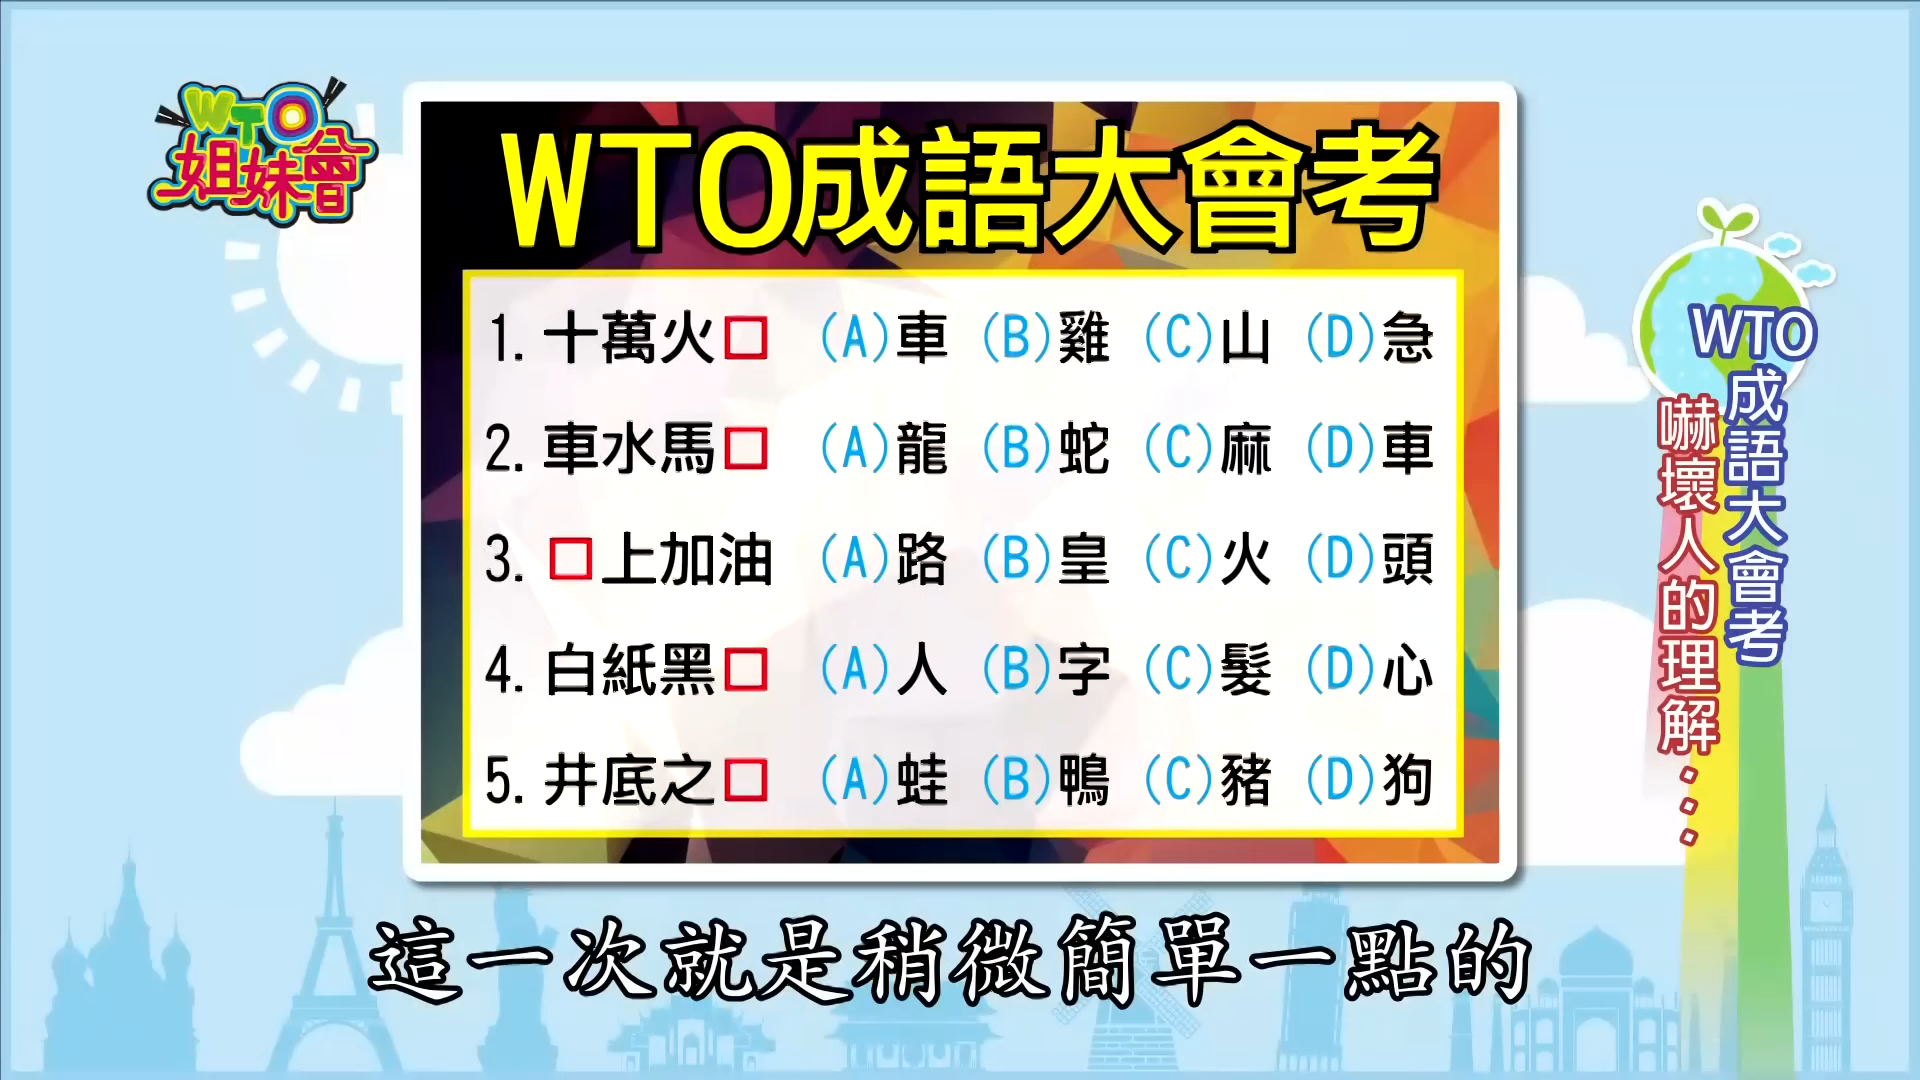 WTO
姐妹會
WTO成語大會考
1. 十萬火□ (A)車 (B)雞 (C)山 (D)急
2. 車水馬□ (A)龍 (B)蛇 (C)麻 (D)車
3. □上加油 (A)路 (B)皇 (C)火 (D)頭
4. 白紙黑□ (A)人 (B)字 (C)髮 (D)心
5. 井底之□ (A)蛙 (B)鴨 (C)豬 (D)狗
WTO成語大會考
嚇壞人的理解...
這一次就是稍微簡單一點的